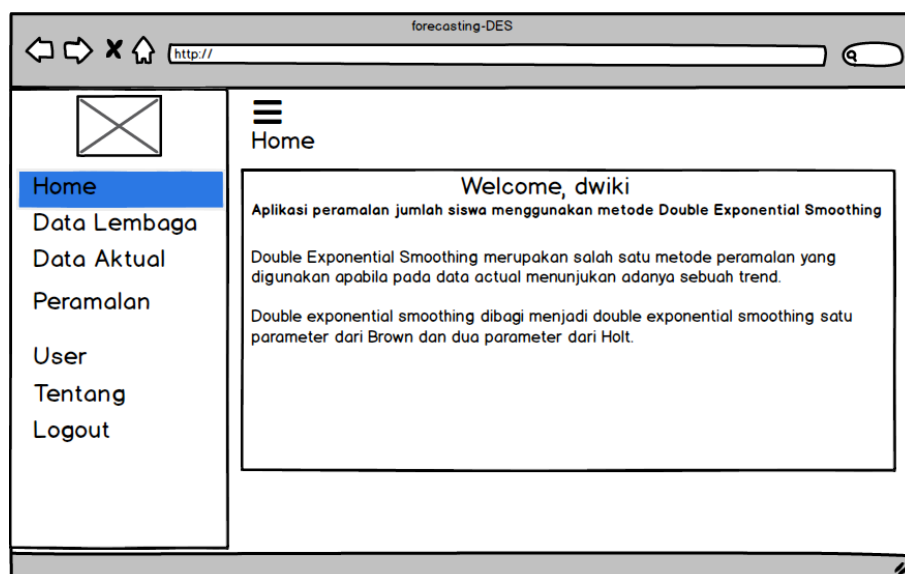 forecasting-DES
http://
Home
Data Lembaga
Data Aktual
Peramalan
User
Tentang
Logout
Home
Welcome, dwiki
Aplikasi peramalan jumlah siswa menggunakan metode Double Exponential Smoothing
Double Exponential Smoothing merupakan salah satu metode peramalan yang
digunakan apabila pada data actual menunjukan adanya sebuah trend.
Double exponential smoothing dibagi menjadi double exponential smoothing satu
parameter dari Brown dan dua parameter dari Holt.